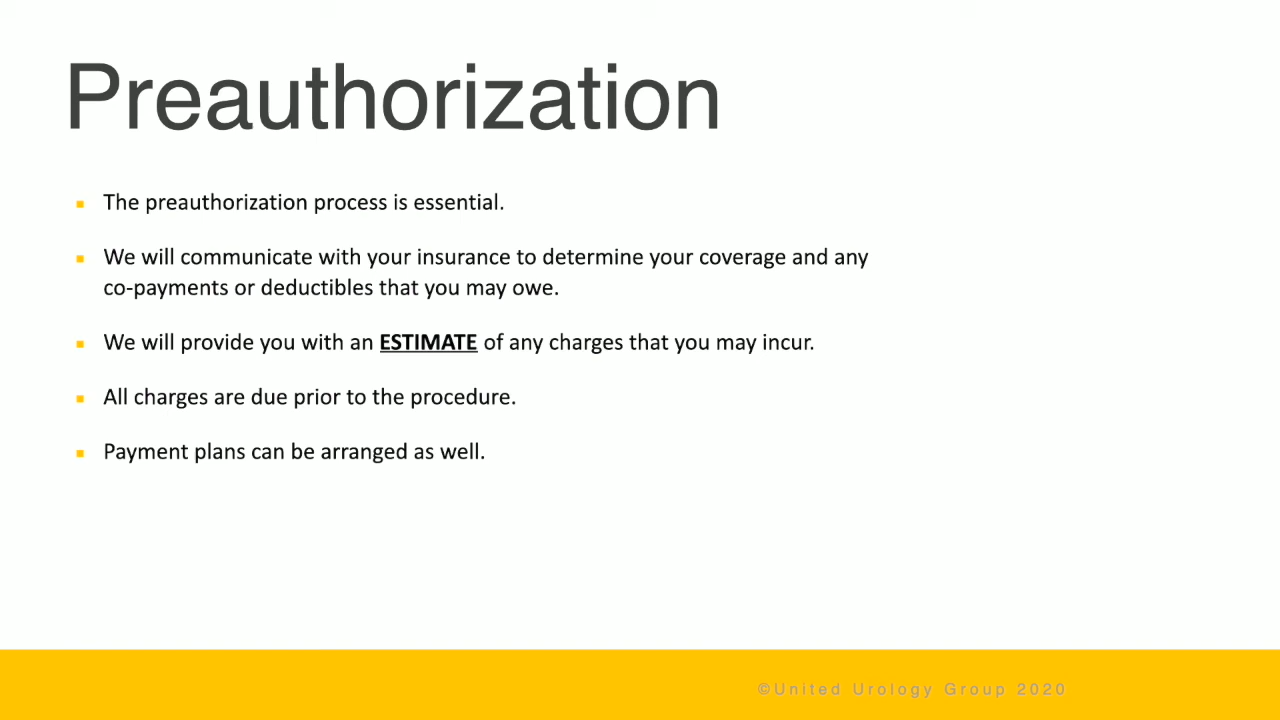 Preauthorization
The preauthorization process is essential.
We will communicate with your insurance to determine your coverage and any
co-payments or deductibles that you may owe.
We will provide you with an ESTIMATE of any charges that you may incur.
All charges are due prior to the procedure.
Payment plans can be arranged as well.
©United Urology Group 2020